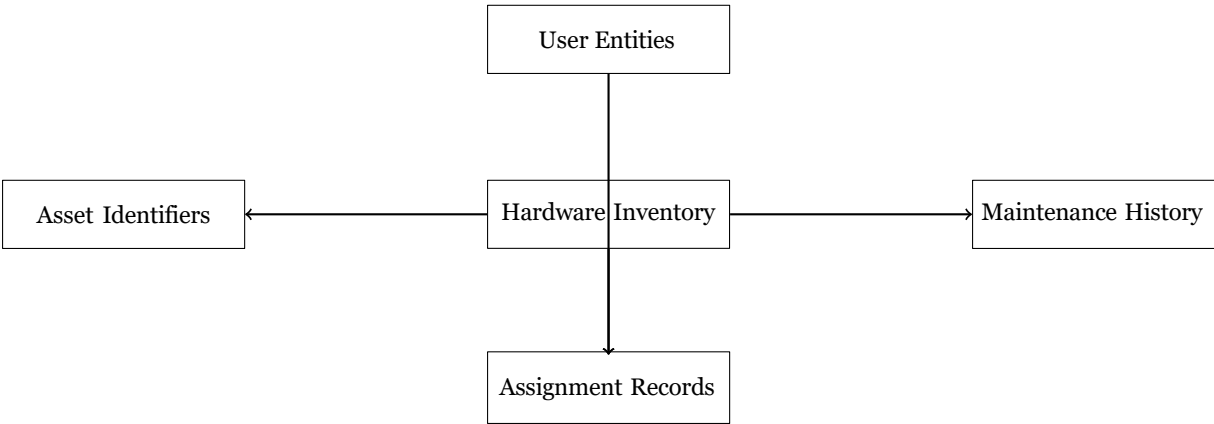 User Entities
Asset Identifiers
Hardware Inventory
Maintenance History
Assignment Records